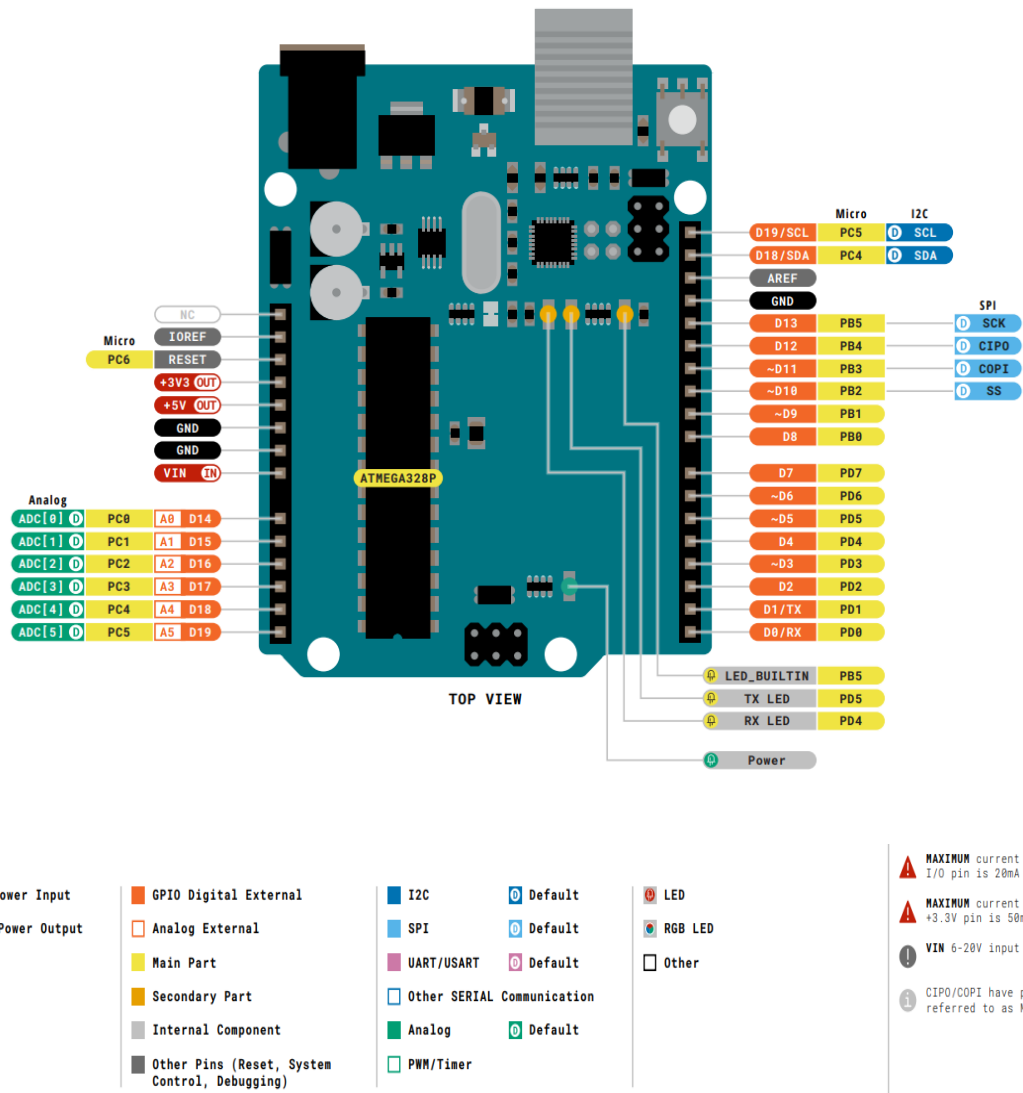 Micro I2C
D19/SCL PC5 D SCL
D18/SDA PC4 D SDA
AREF
GND
SPI
D13 PB5 D SCK
D12 PB4 D CIPO
~D11 PB3 D COPI
~D10 PB2 D SS
~D9 PB1
D8 PB0
D7 PD7
~D6 PD6
~D5 PD5
D4 PD4
~D3 PD3
D2 PD2
D1/TX PD1
D0/RX PD0
NC
IOREF
Micro
PC6 RESET
+3V3 OUT
+5V OUT
GND
GND
VIN IN
Analog
ADC[0] D PC0 A0 D14
ADC[1] D PC1 A1 D15
ADC[2] D PC2 A2 D16
ADC[3] D PC3 A3 D17
ADC[4] D PC4 A4 D18
ADC[5] D PC5 A5 D19
ATMEGA328P
TOP VIEW
LED_BUILTIN PB5
TX LED PD5
RX LED PD4
Power
ower Input
Power Output
GPIO Digital External
Analog External
Main Part
Secondary Part
Internal Component
Other Pins (Reset, System
Control, Debugging)
I2C D Default
SPI D Default
UART/USART D Default
Other SERIAL Communication
Analog D Default
PWM/Timer
LED
RGB LED
Other
MAXIMUM current
I/O pin is 20mA
MAXIMUM current
+3.3V pin is 50m
VIN 6-20V input
CIPO/COPI have p
referred to as M